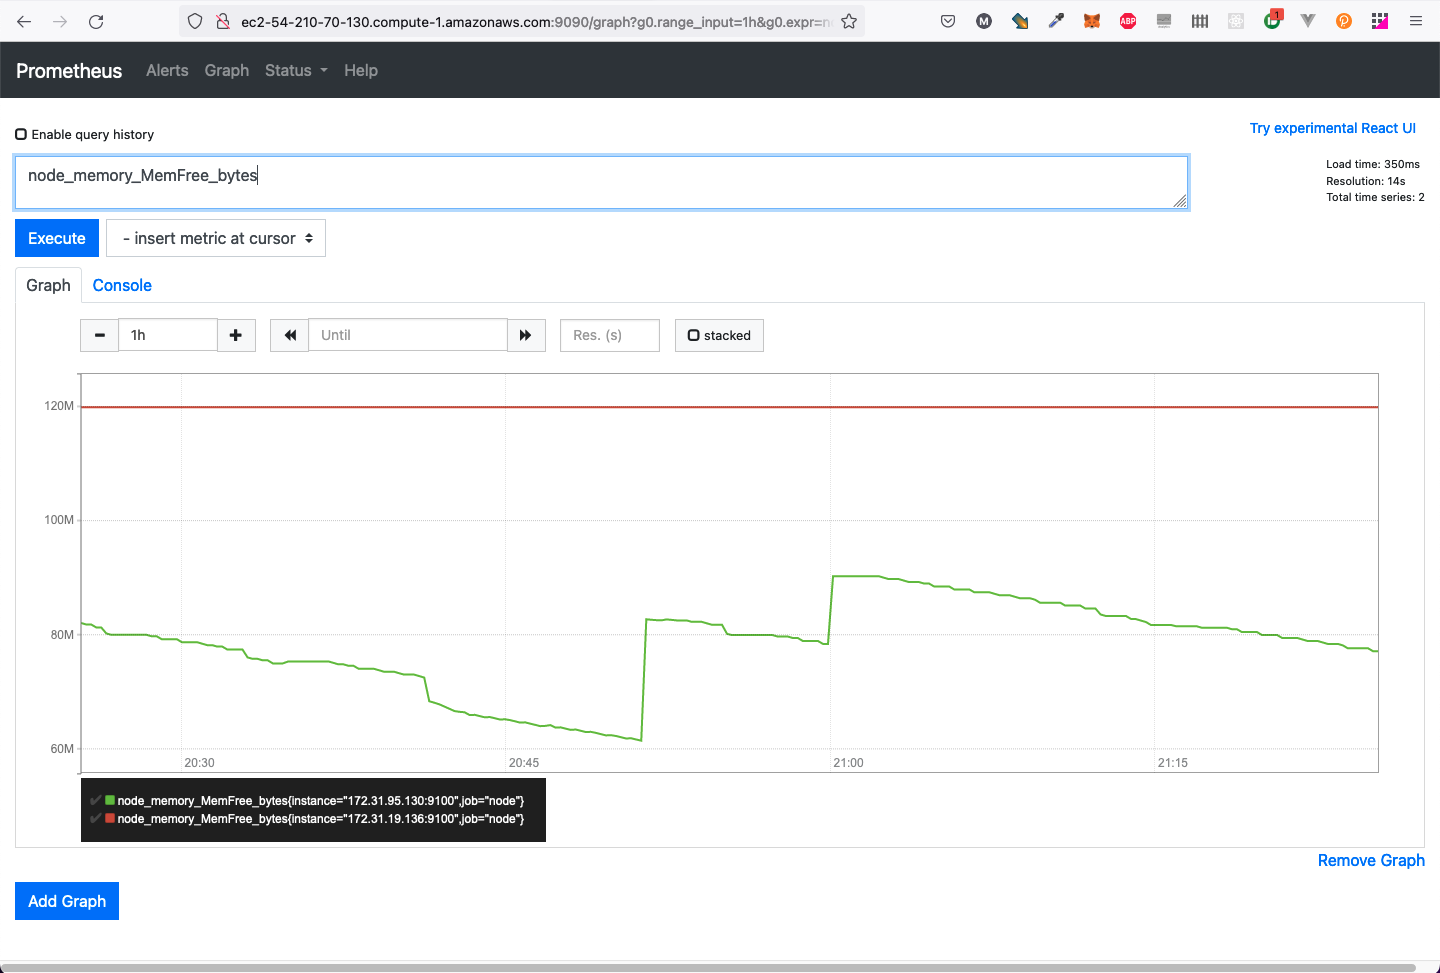 ec2-54-210-70-130.compute-1.amazonaws.com:9090/graph?g0.range_input=1h&g0.expr=n
M
ABP
1
Prometheus Alerts Graph Status Help
Enable query history
Try experimental React UI
node_memory_MemFree_bytes
Load time: 350ms
Resolution: 14s
Total time series: 2
Execute - insert metric at cursor
Graph Console
1h Until Res. (s) stacked
120M
100M
80M
60M
20:30 20:45 21:00 21:15
node_memory_MemFree_bytes{instance="172.31.95.130:9100",job="node"}
node_memory_MemFree_bytes{instance="172.31.19.136:9100",job="node"}
Remove Graph
Add Graph